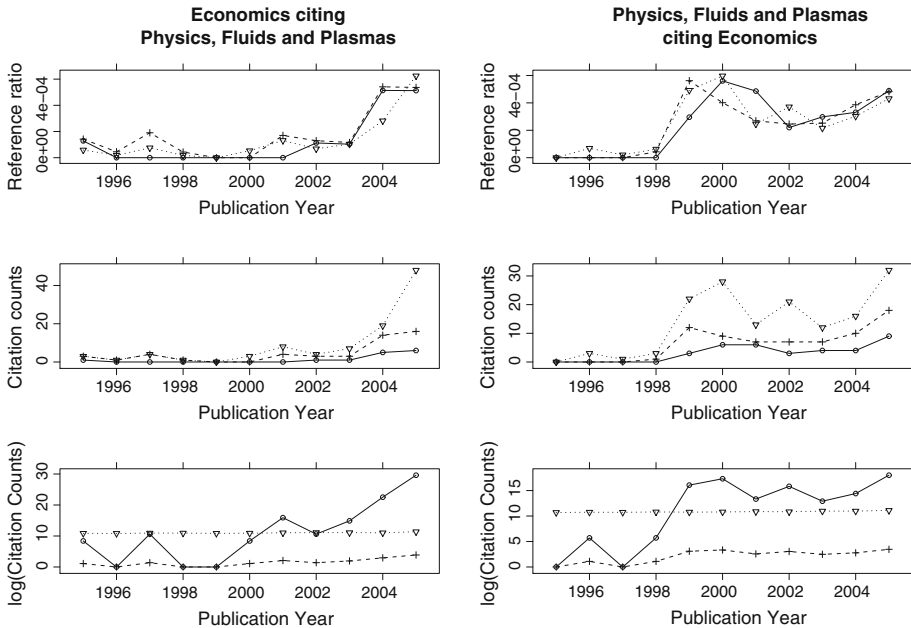 Economics citing
Physics, Fluids and Plasmas
Physics, Fluids and Plasmas
citing Economics
Reference ratio
0e+00 4e-04
1996 1998 2000 2002 2004
Publication Year
Reference ratio
0e+00 4e-04
1996 1998 2000 2002 2004
Publication Year
Citation counts
0 20 40
1996 1998 2000 2002 2004
Publication Year
Citation counts
0 10 20 30
1996 1998 2000 2002 2004
Publication Year
log(Citation Counts)
0 10 20 30
1996 1998 2000 2002 2004
Publication Year
log(Citation Counts)
0 5 10 15
1996 1998 2000 2002 2004
Publication Year